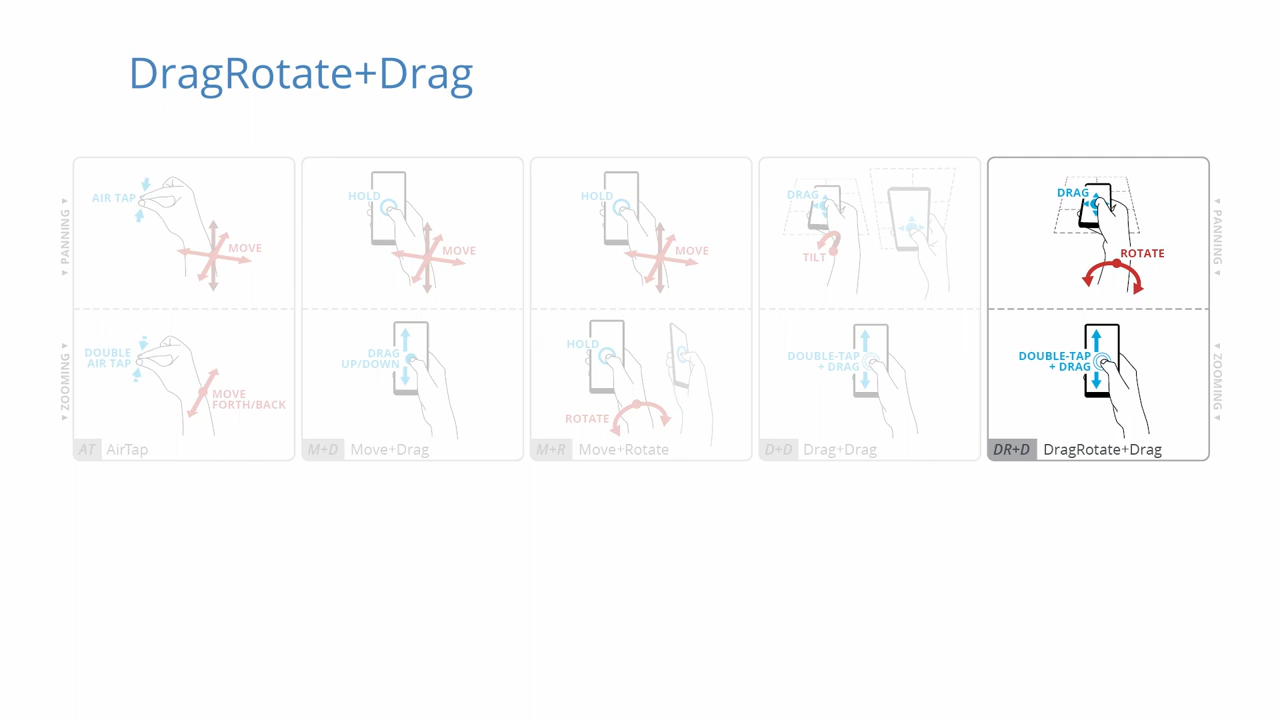 DragRotate+Drag
PANNING
ZOOMING
AIR TAP
MOVE
DOUBLE
AIR TAP
MOVE
FORTH/BACK
AT AirTap
HOLD
MOVE
DRAG
UP/DOWN
M+D Move+Drag
HOLD
MOVE
HOLD
ROTATE
M+R Move+Rotate
DRAG
TILT
DOUBLE-TAP
+ DRAG
D+D Drag+Drag
DRAG
ROTATE
DOUBLE-TAP
+ DRAG
DR+D DragRotate+Drag
PANNING
ZOOMING